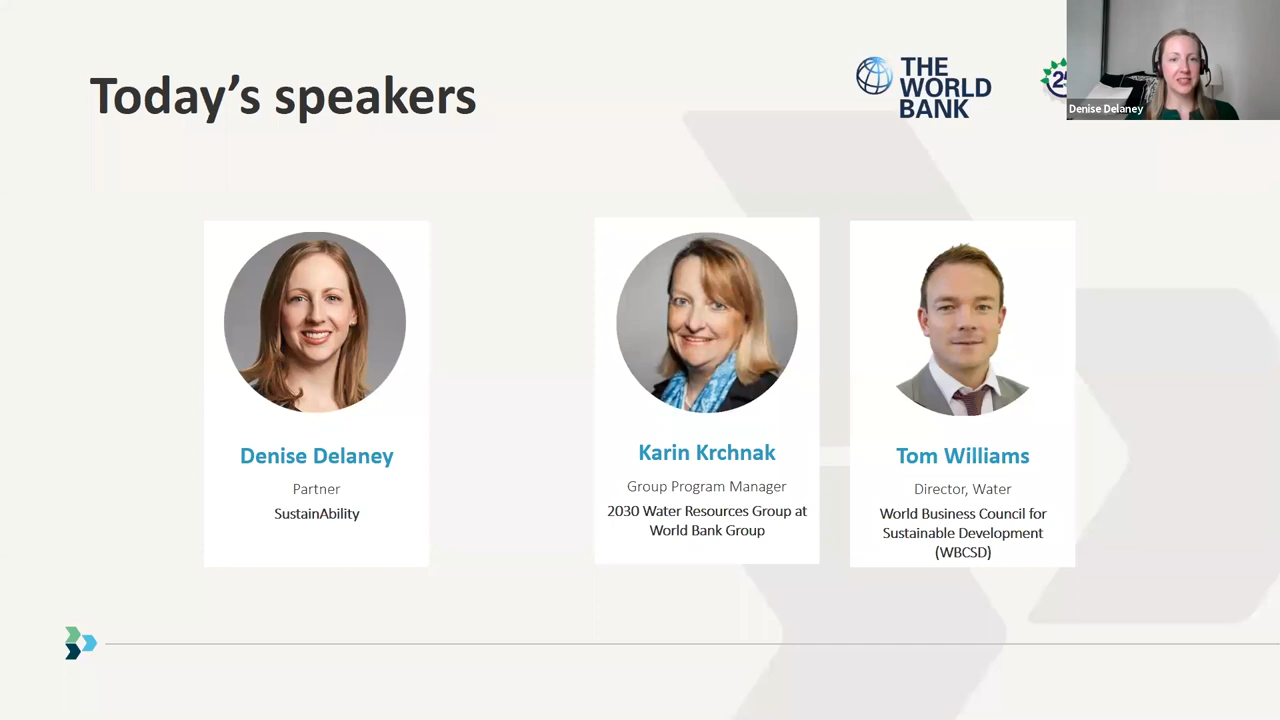 Today's speakers
THE
WORLD
BANK
Denise Delaney
Denise Delaney
Partner
SustainAbility
Karin Krchnak
Group Program Manager
2030 Water Resources Group at
World Bank Group
Tom Williams
Director, Water
World Business Council for
Sustainable Development
(WBCSD)